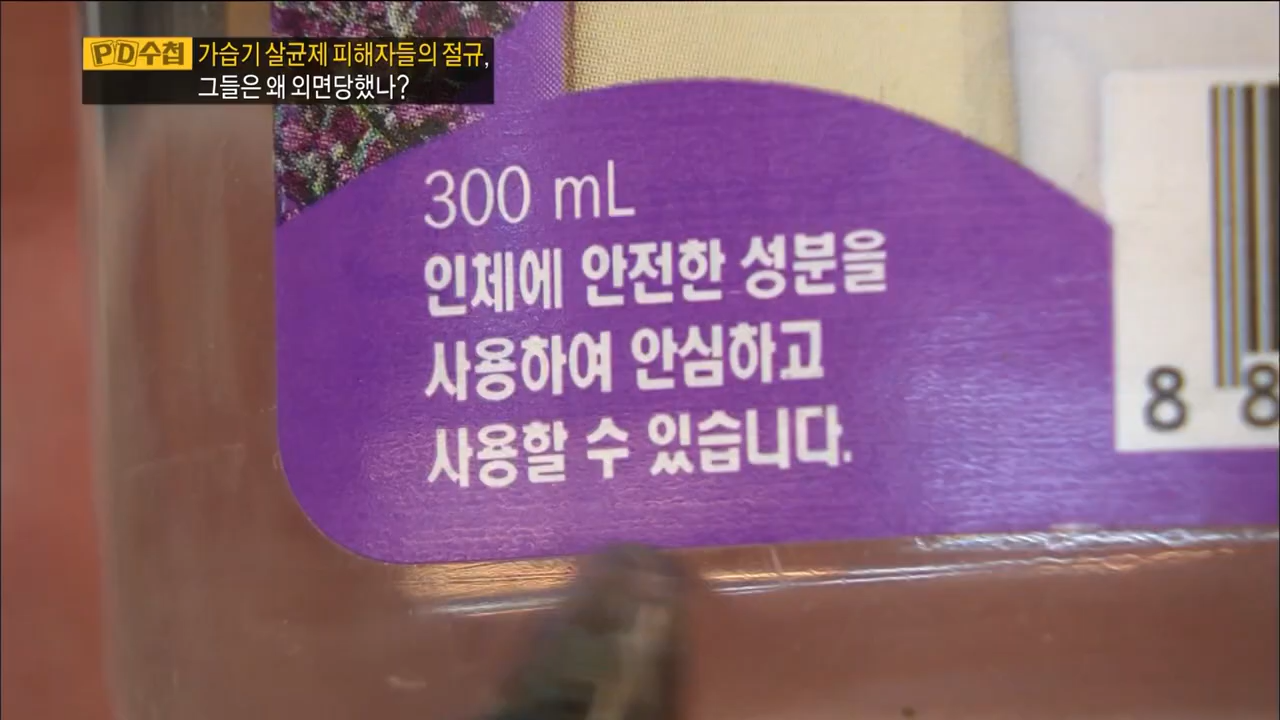 PD수첩 가습기 살균제 피해자들의 절규,
그들은 왜 외면당했나?
300 mL
인체에 안전한 성분을
사용하여 안심하고
사용할 수 있습니다.
8 8